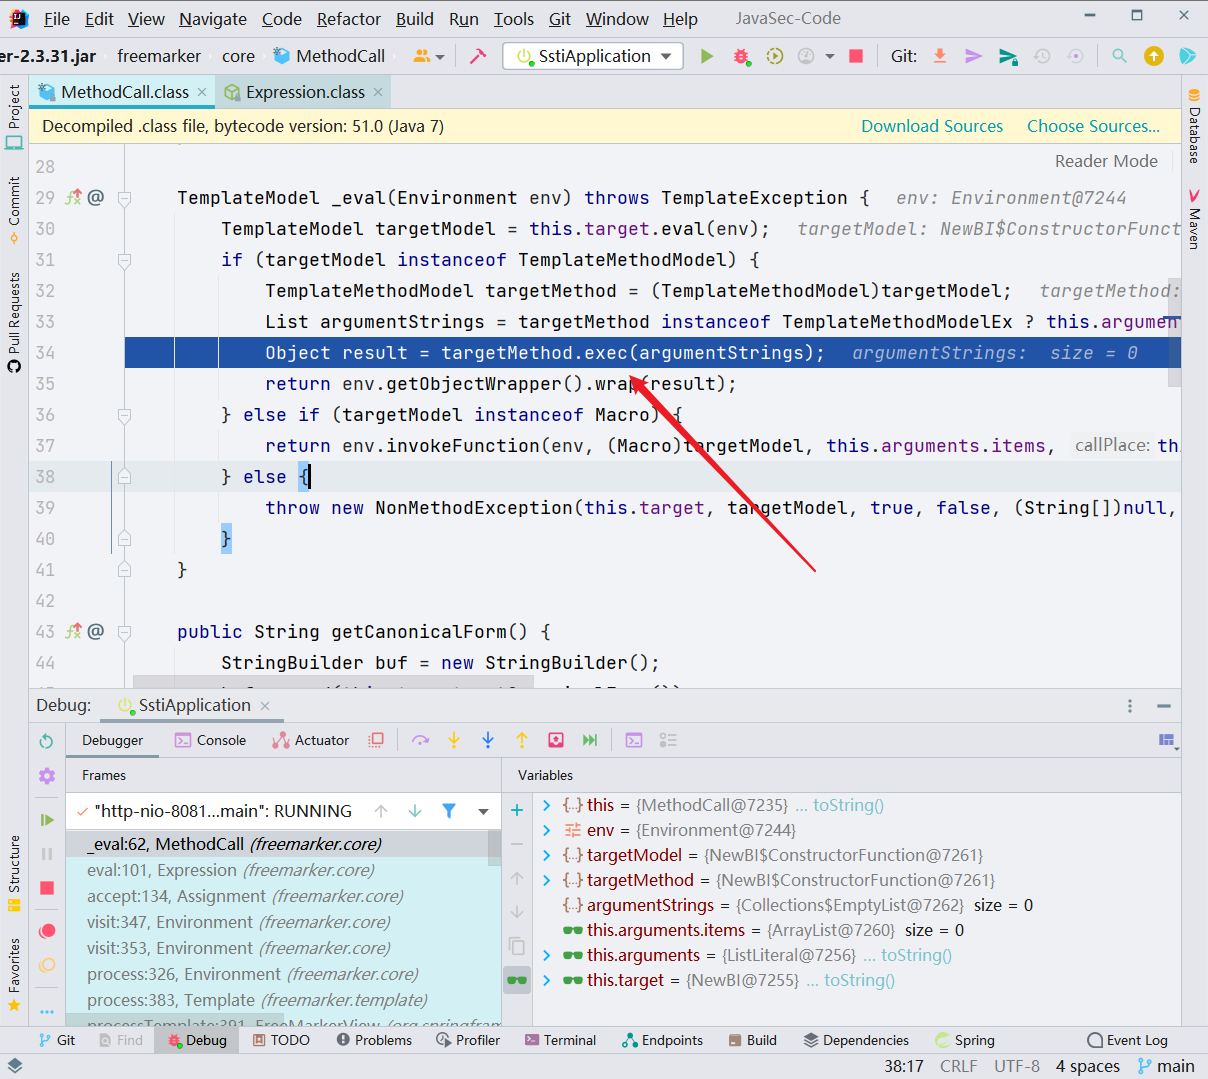 File Edit View Navigate Code Refactor Build Run Tools Git Window Help JavaSec-Code
er-2.3.31.jar freemarker core MethodCall SstiApplication Git:
MethodCall.class Expression.class
Decompiled .class file, bytecode version: 51.0 (Java 7) Download Sources Choose Sources...
Reader Mode
28
29 TemplateModel _eval(Environment env) throws TemplateException { env: Environment@7244
30 TemplateModel targetModel = this.target.eval(env); targetModel: NewBI$ConstructorFunct
31 if (targetModel instanceof TemplateMethodModel) {
32 TemplateMethodModel targetMethod = (TemplateMethodModel)targetModel; targetMethod:
33 List argumentStrings = targetMethod instanceof TemplateMethodModelEx ? this.argumen
34 Object result = targetMethod.exec(argumentStrings); argumentStrings: size = 0
35 return env.getObjectWrapper().wrap(result);
36 } else if (targetModel instanceof Macro) {
37 return env.invokeFunction(env, (Macro)targetModel, this.arguments.items, callPlace: thi
38 } else {
39 throw new NonMethodException(this.target, targetModel, true, false, (String[])null,
40 }
41 }
42
43 public String getCanonicalForm() {
44 StringBuilder buf = new StringBuilder();
Project
Commit
Pull Requests
Structure
Favorites
Database
Maven
Debug: SstiApplication
Debugger Console Actuator
Frames Variables
"http-nio-8081...main": RUNNING
_eval:62, MethodCall (freemarker.core)
eval:101, Expression (freemarker.core)
accept:134, Assignment (freemarker.core)
visit:347, Environment (freemarker.core)
visit:353, Environment (freemarker.core)
process:326, Environment (freemarker.core)
process:383, Template (freemarker.template)
processTemplate:391, FreeMarkerView (org.springfram
this = {MethodCall@7235} ... toString()
env = {Environment@7244}
targetModel = {NewBI$ConstructorFunction@7261}
targetMethod = {NewBI$ConstructorFunction@7261}
argumentStrings = {Collections$EmptyList@7262} size = 0
this.arguments.items = {ArrayList@7260} size = 0
this.arguments = {ListLiteral@7256} ... toString()
this.target = {NewBI@7255} ... toString()
Git Find Debug TODO Problems Profiler Terminal Endpoints Build Dependencies Spring Event Log
38:17 CRLF UTF-8 4 spaces main